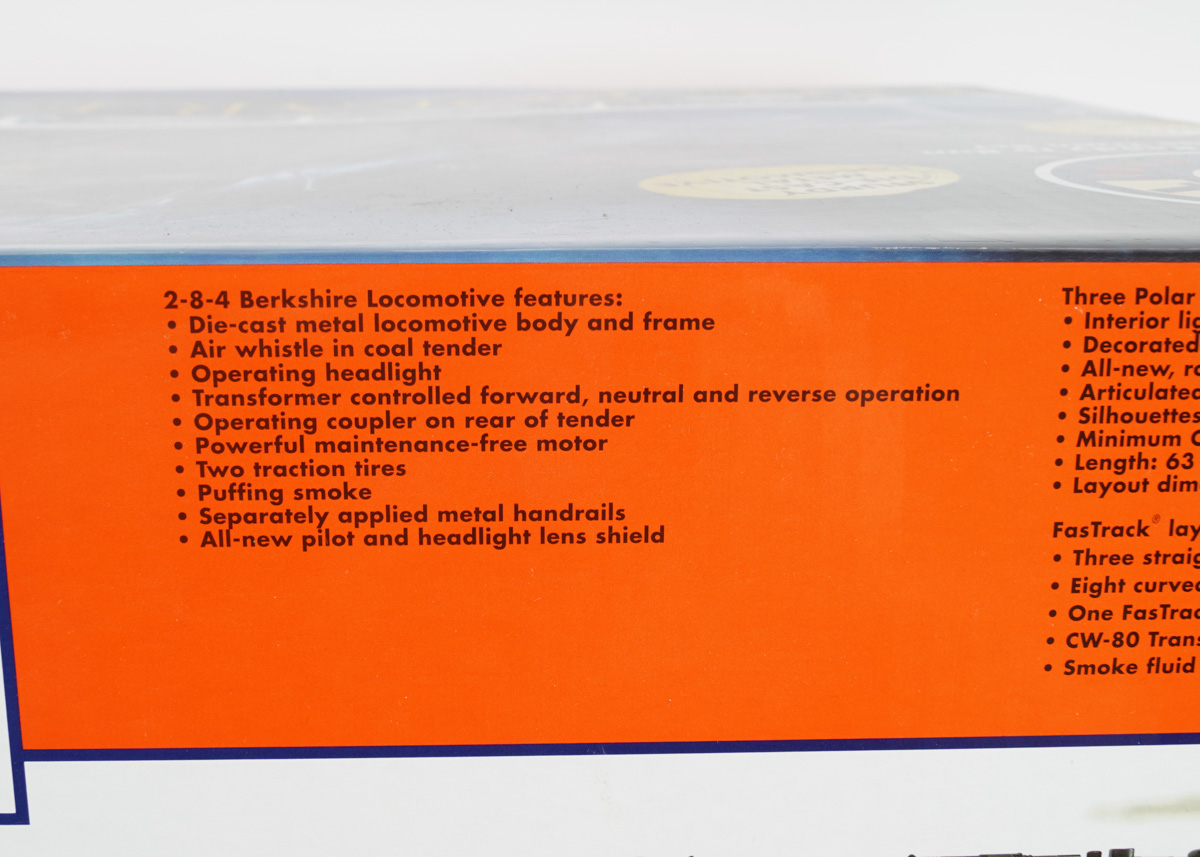 2-8-4 Berkshire Locomotive features:
• Die-cast metal locomotive body and frame
• Air whistle in coal tender
• Operating headlight
• Transformer controlled forward, neutral and reverse operation
• Operating coupler on rear of tender
• Powerful maintenance-free motor
• Two traction tires
• Puffing smoke
• Separately applied metal handrails
• All-new pilot and headlight lens shield
Three Polar
• Interior
• Decorated
• All-new,
• Articulated
• Silhouettes
• Minimum
• Length: 63
• Layout
FasTrack®
• Three
• Eight
• One
• CW-80
• Smoke fluid